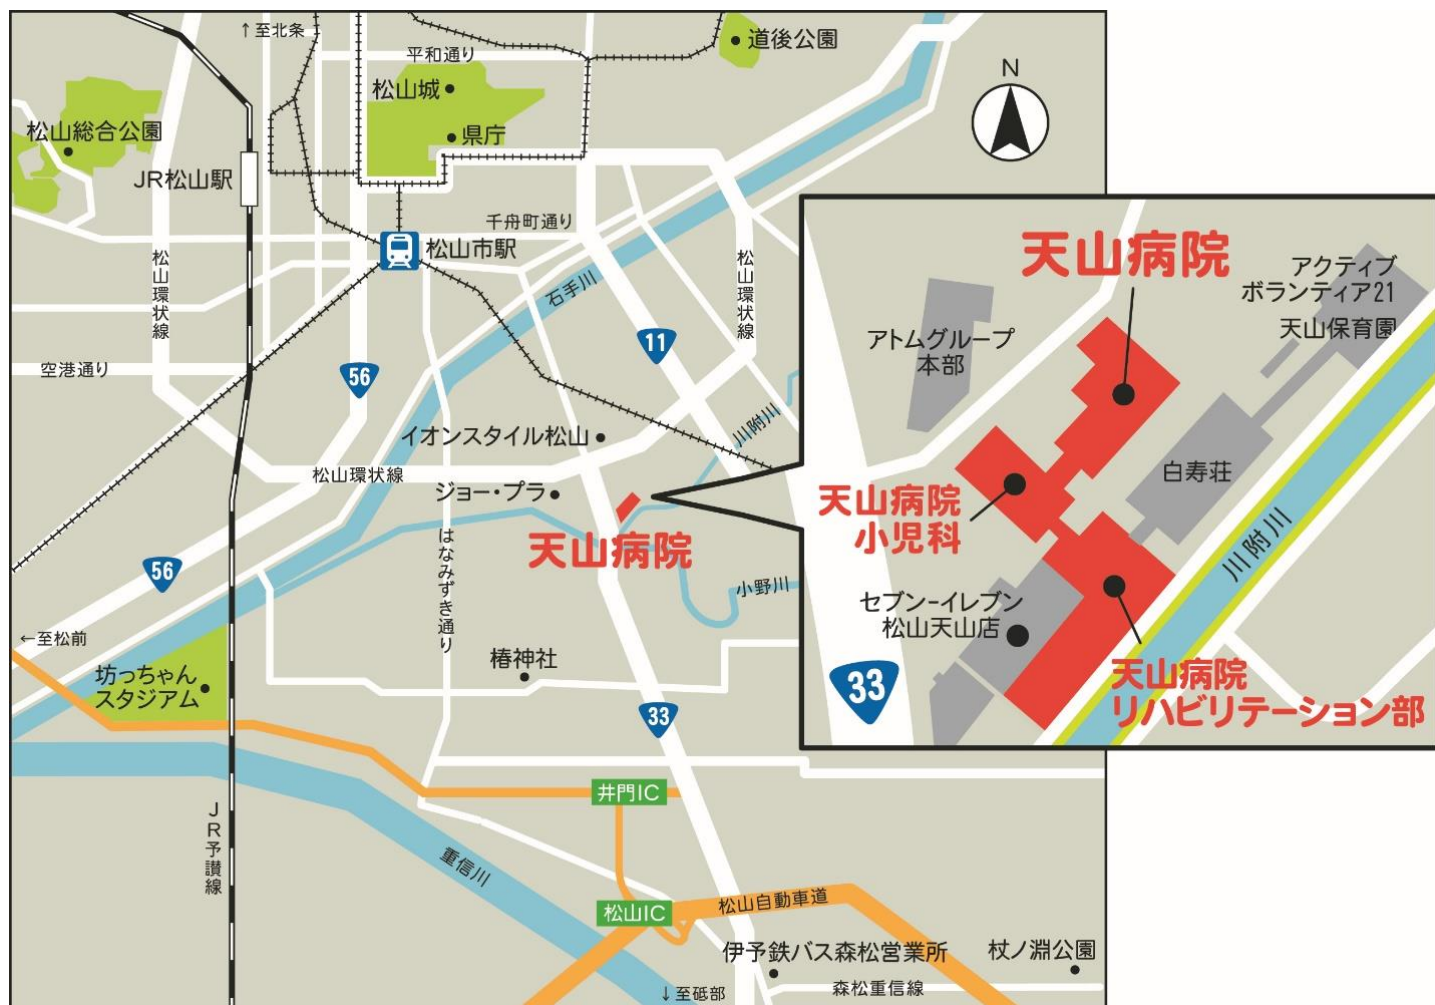 ↑至北条
平和通り
道後公園
松山城
県庁
N
松山総合公園
JR松山駅
千舟町通り
松山市駅
松山環状線
松山環状線
石手川
11
56
空港通り
イオンスタイル松山
川附川
松山環状線
ジョー・プラ
天山病院
はなみずき通り
小野川
56
←至松前
坊っちゃん
スタジアム
椿神社
33
井門IC
JR予讃線
重信川
松山IC
松山自動車道
伊予鉄バス森松営業所
杖ノ淵公園
↓至砥部
森松重信線
天山病院
アクティブ
ボランティア21
天山保育園
アトムグループ
本部
白寿荘
天山病院
小児科
川附川
セブン-イレブン
松山天山店
33
天山病院
リハビリテーション部